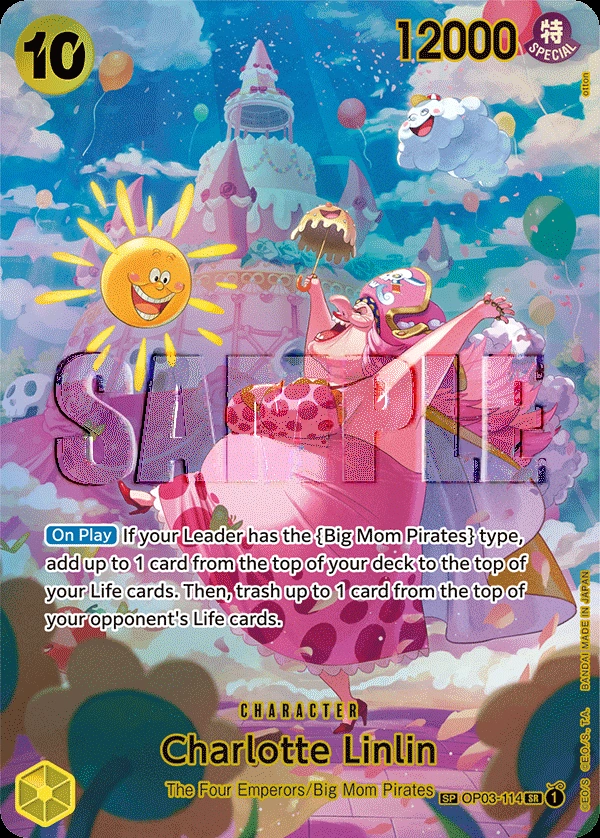 10
12000
特
SPECIAL
otton
SAMPLE
On Play If your Leader has the {Big Mom Pirates} type,
add up to 1 card from the top of your deck to the top of
your Life cards. Then, trash up to 1 card from the top of
your opponent's Life cards.
CHARACTER
Charlotte Linlin
The Four Emperors/Big Mom Pirates
SP OP03-114 SR 1
©E.O/S. ©E.O./S., T.A. BANDAI MADE IN JAPAN